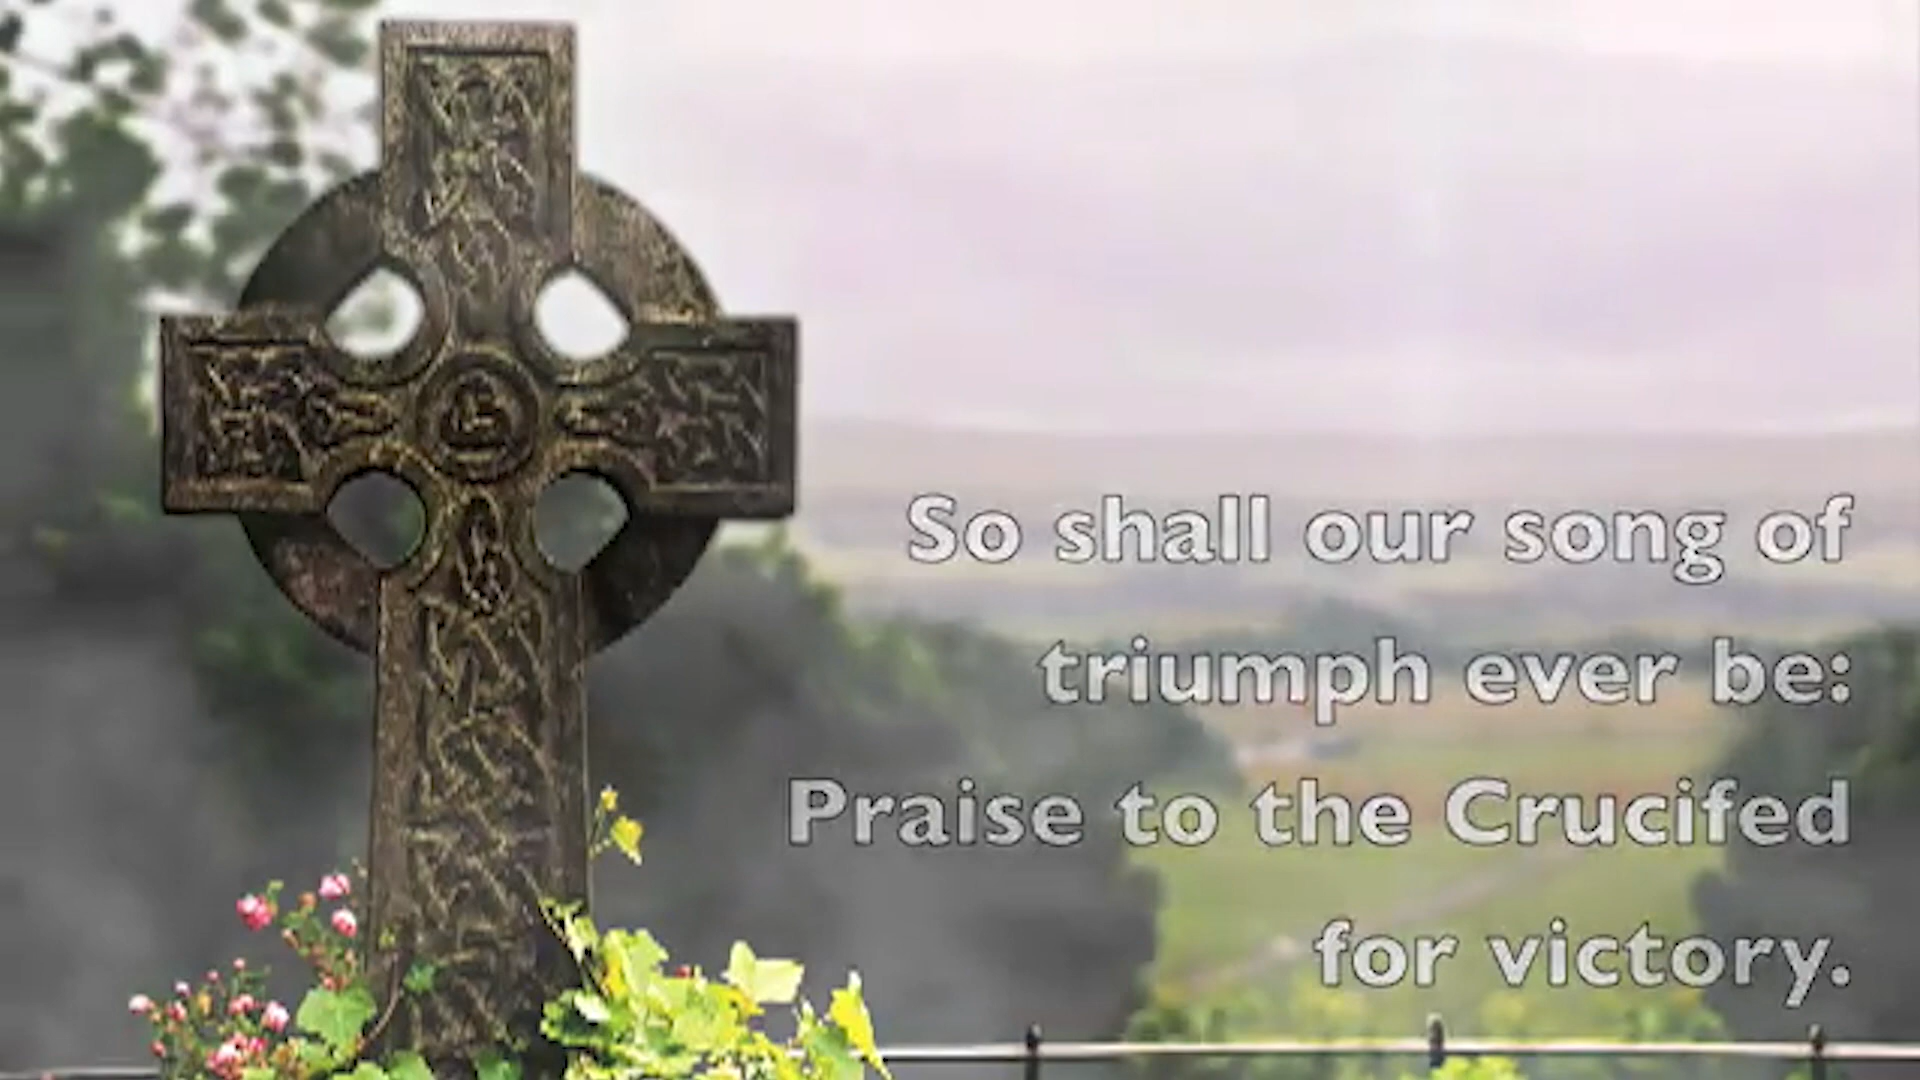 So shall our song of
triumph ever be:
Praise to the Crucifed
for victory.